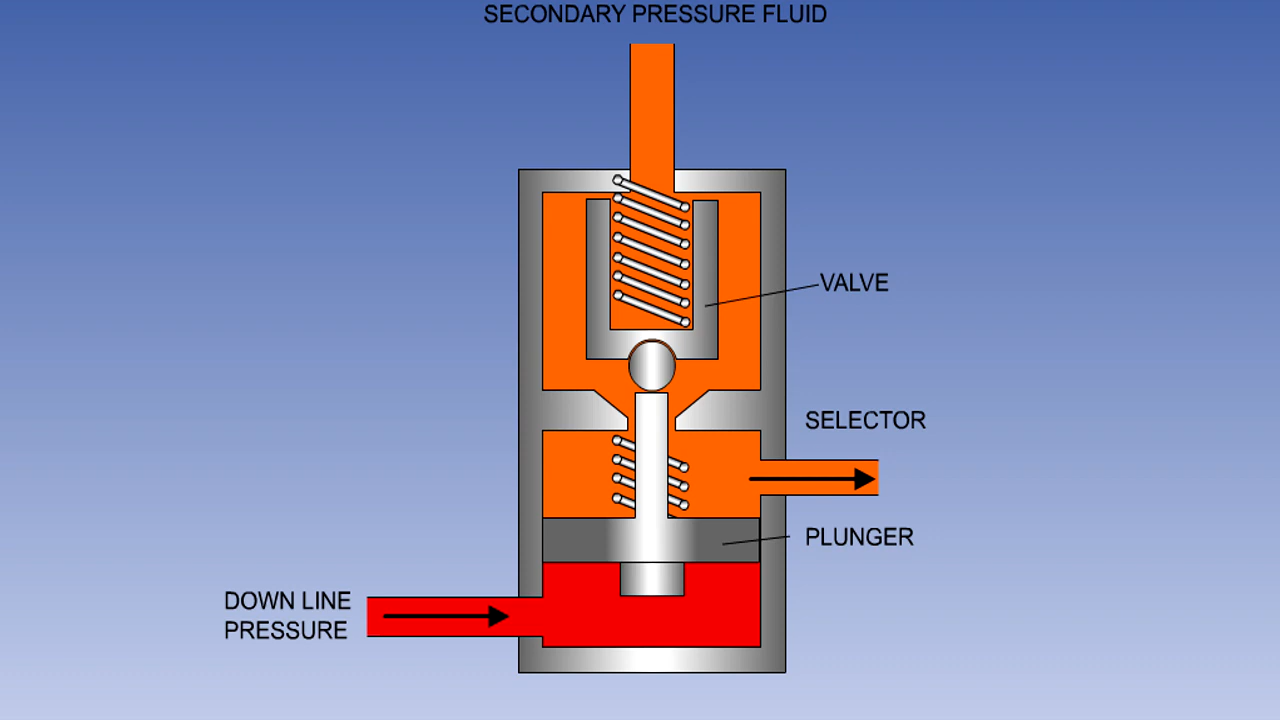 SECONDARY PRESSURE FLUID
VALVE
SELECTOR
PLUNGER
DOWN LINE
PRESSURE